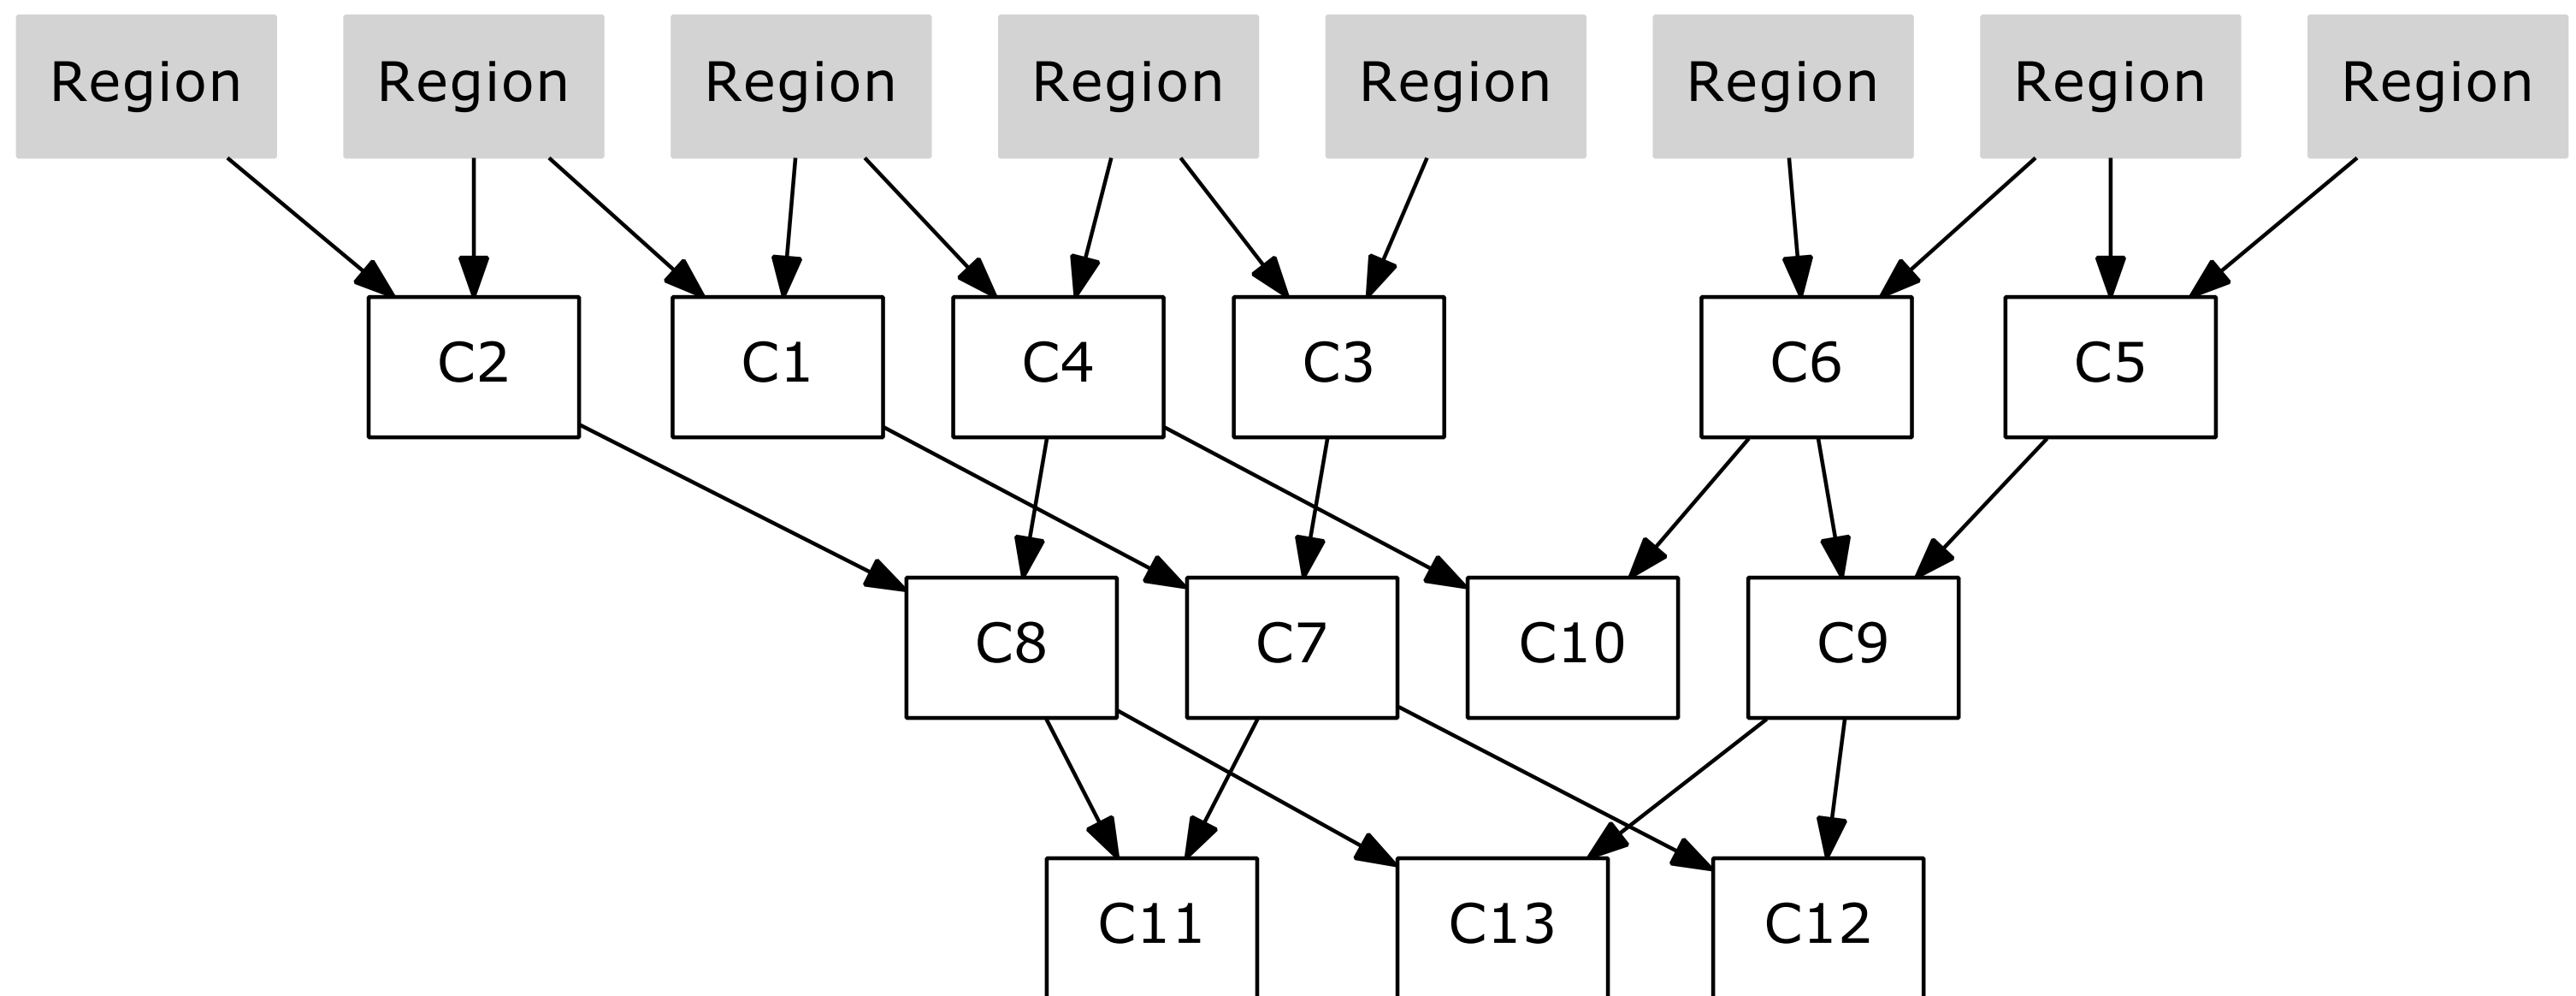 Region Region Region Region Region Region Region Region
C2 C1 C4 C3 C6 C5
C8 C7 C10 C9
C11 C13 C12